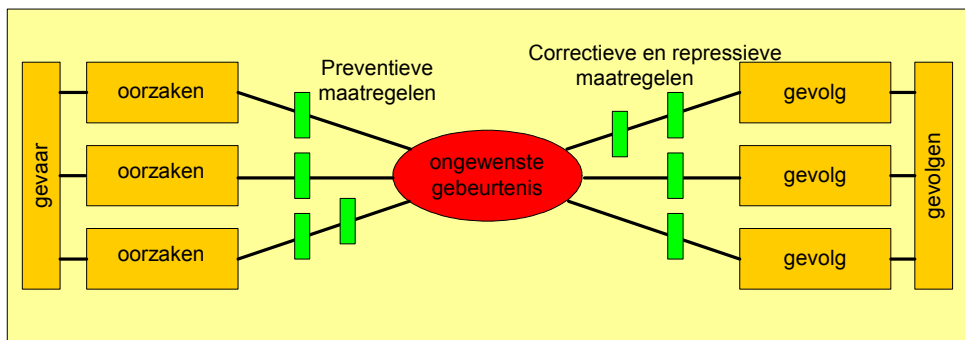 gevaar
oorzaken
oorzaken
oorzaken
Preventieve
maatregelen
ongewenste
gebeurtenis
Correctieve en repressieve
maatregelen
gevolg
gevolg
gevolg
gevolgen